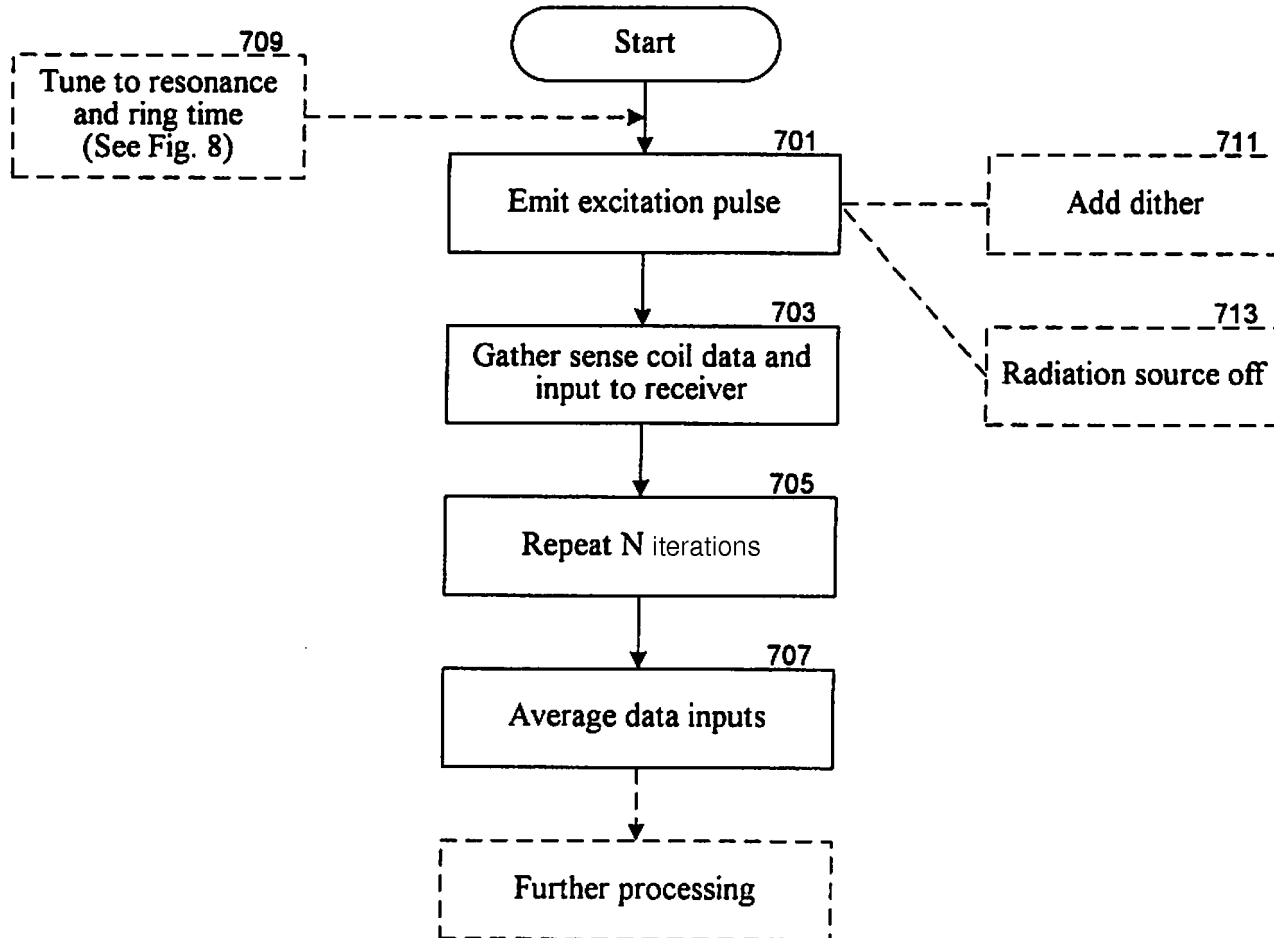 Start
709
Tune to resonance
and ring time
(See Fig. 8)
701
Emit excitation pulse
711
Add dither
703
Gather sense coil data and
input to receiver
713
Radiation source off
705
Repeat N iterations
707
Average data inputs
Further processing